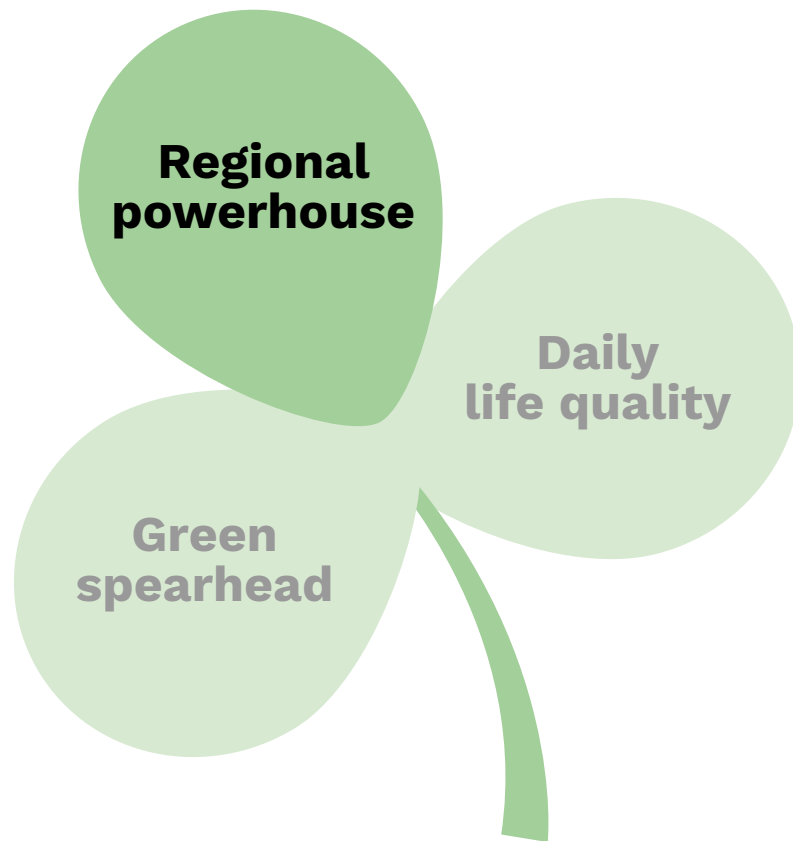 Regional
powerhouse
Daily
life quality
Green
spearhead